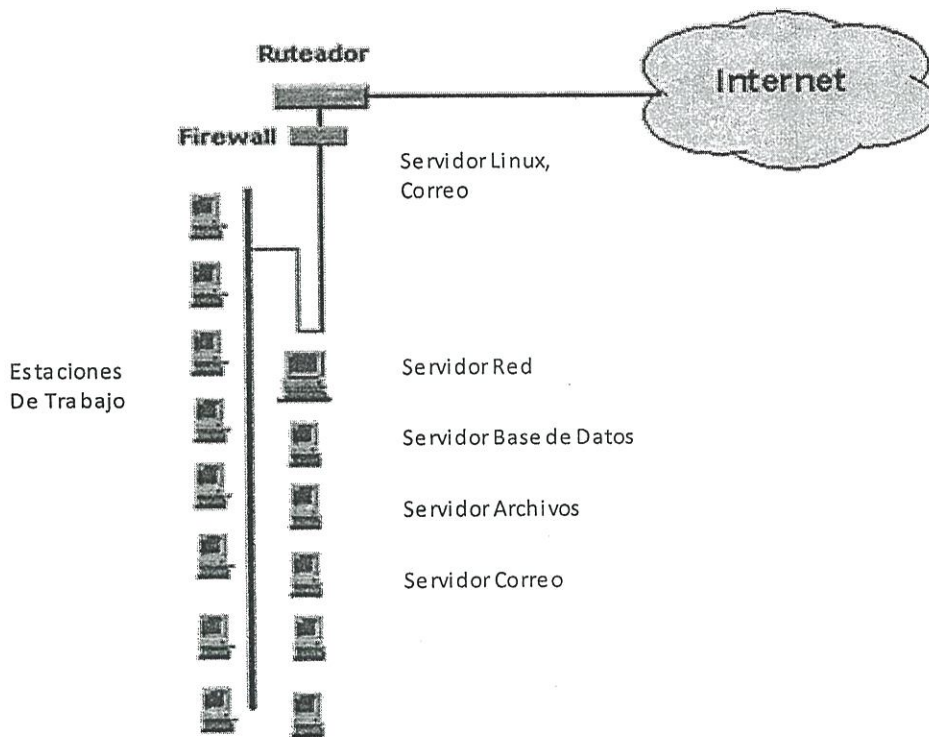 Ruteador
Internet
Firewall
Servidor Linux,
Correo
Estaciones
De Trabajo
Servidor Red
Servidor Base de Datos
Servidor Archivos
Servidor Correo